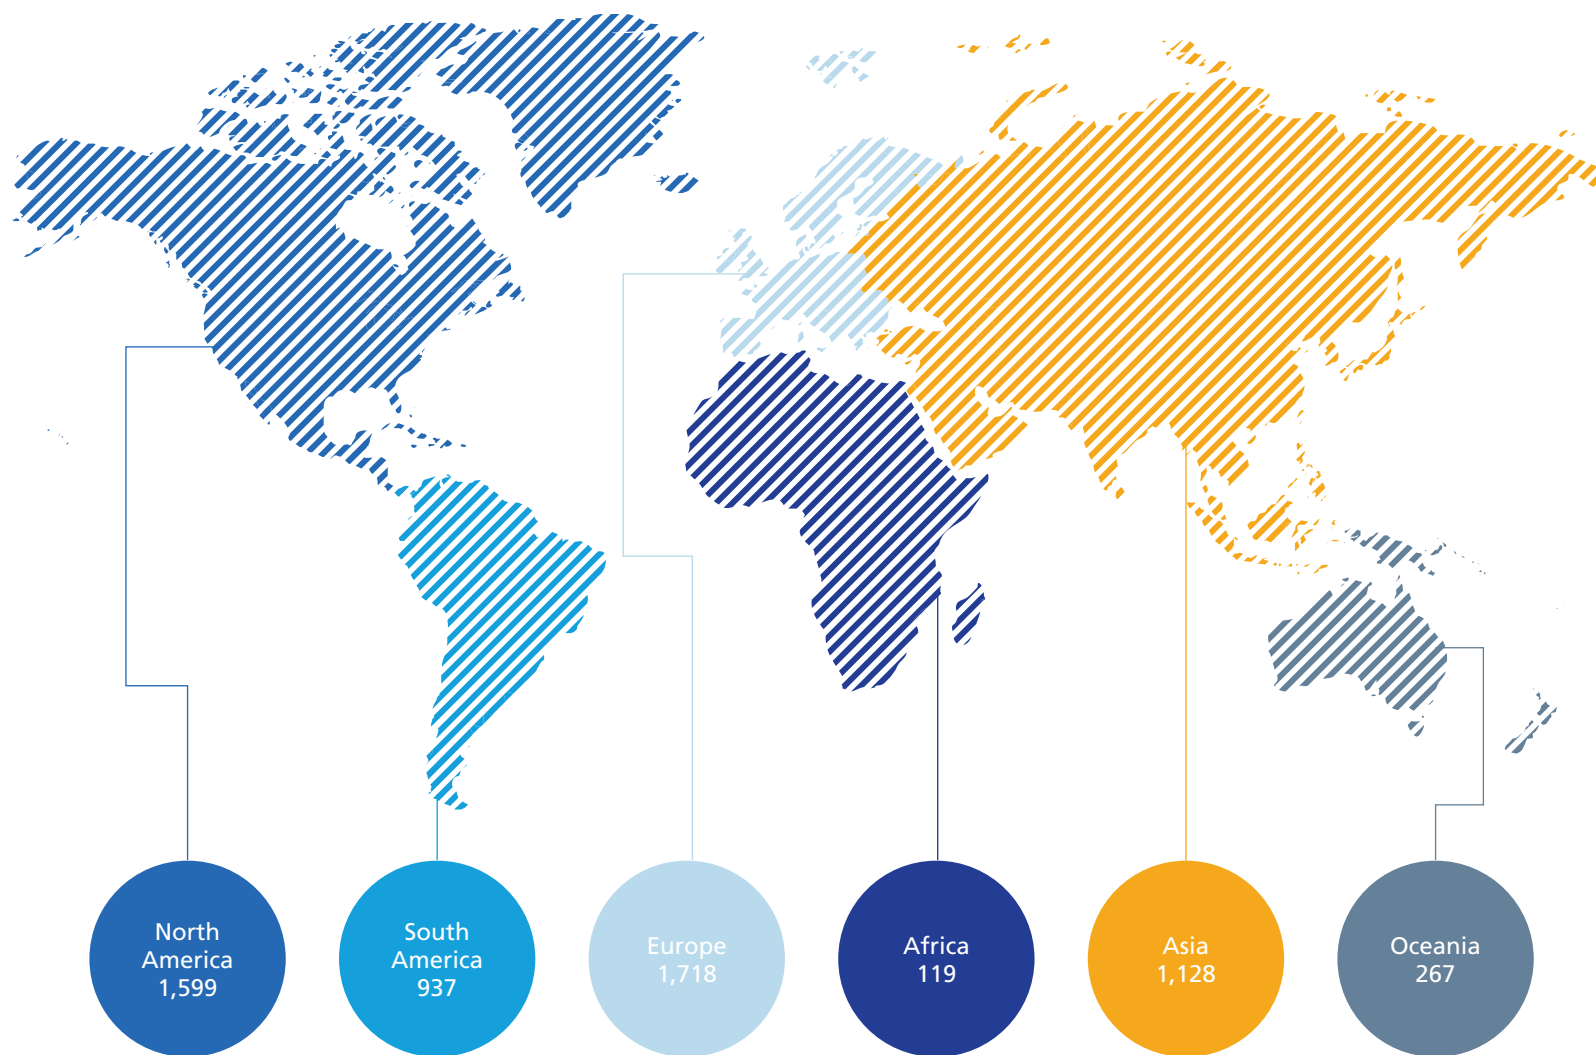 North
America
1,599
South
America
937
Europe
1,718
Africa
119
Asia
1,128
Oceania
267